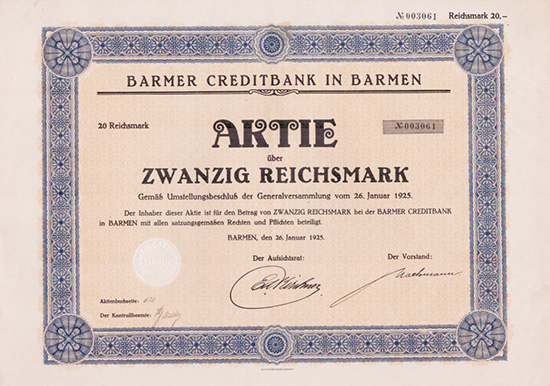 № 003061 Reichsmark 20.–
BARMER CREDITBANK IN BARMEN
20 Reichsmark
AKTIE
№ 003061
über
ZWANZIG REICHSMARK
Gemäß Umstellungsbeschluß der Generalversammlung vom 26. Januar 1925.
Der Inhaber dieser Aktie ist für den Betrag von ZWANZIG REICHSMARK bei der BARMER CREDITBANK
in BARMEN mit allen satzungsgemäßen Rechten und Pflichten beteiligt.
BARMEN, den 26. Januar 1925.
Der Aufsichtsrat: Der Vorstand:
Aktienbuchseite:
Der Kontrollbeamte: